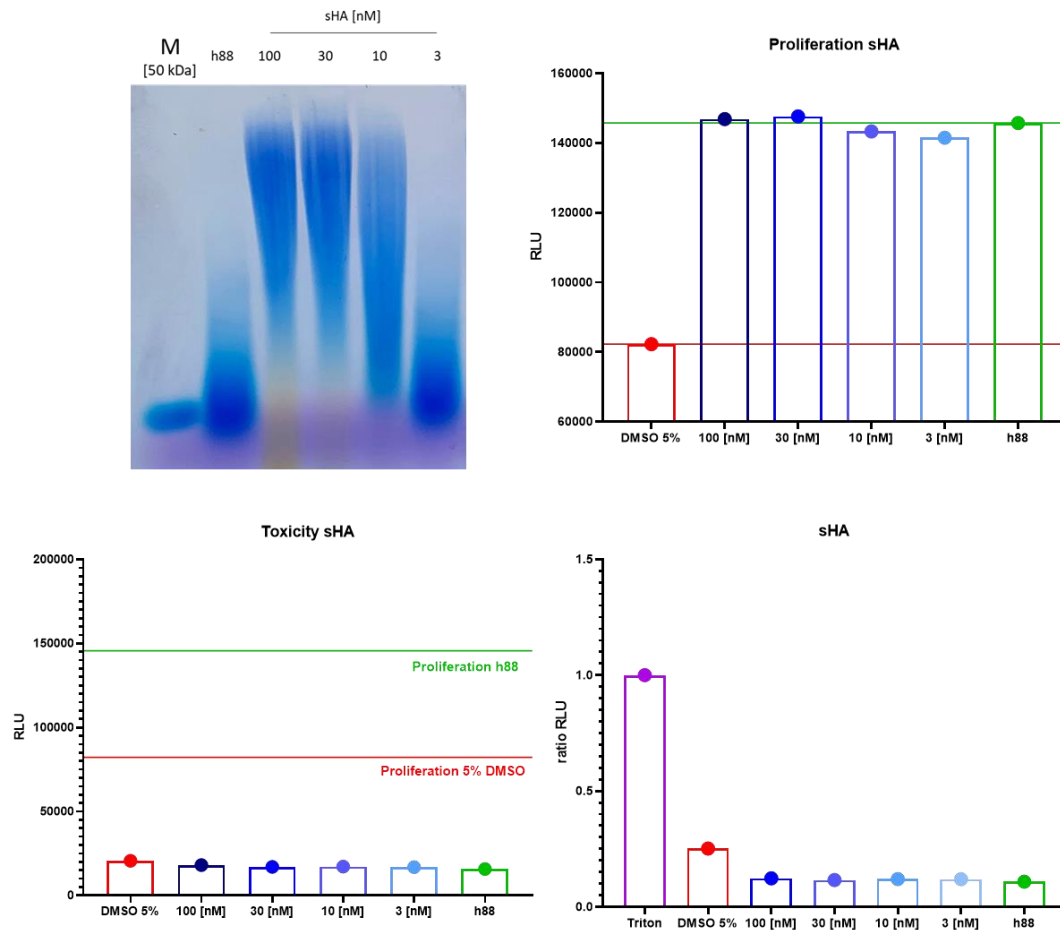 sHA [nM]
M
[50 kDa]
h88
100
30
10
3
Proliferation sHA
160000
140000
120000
100000
80000
60000
RLU
DMSO 5%
100 [nM]
30 [nM]
10 [nM]
3 [nM]
h88
Toxicity sHA
200000
150000
100000
50000
0
RLU
Proliferation h88
Proliferation 5% DMSO
DMSO 5%
100 [nM]
30 [nM]
10 [nM]
3 [nM]
h88
sHA
1.5
1.0
0.5
0.0
ratio RLU
Triton
DMSO 5%
100 [nM]
30 [nM]
10 [nM]
3 [nM]
h88